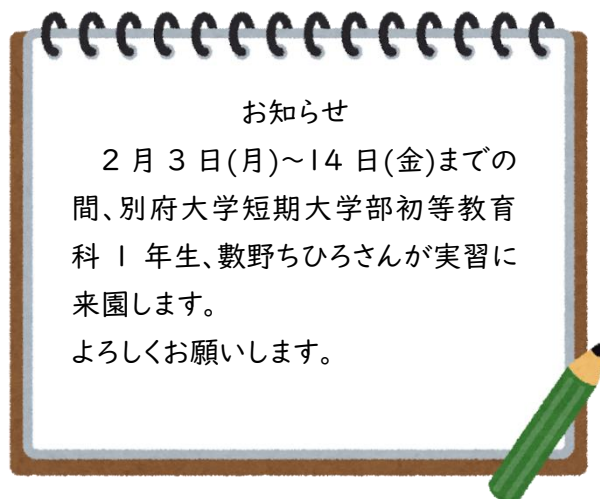 お知らせ
2月3日(月)~14日(金)までの
間、別府大学短期大学部初等教育
科 1 年生、數野ちひろさんが実習に
来園します。
よろしくお願いします。